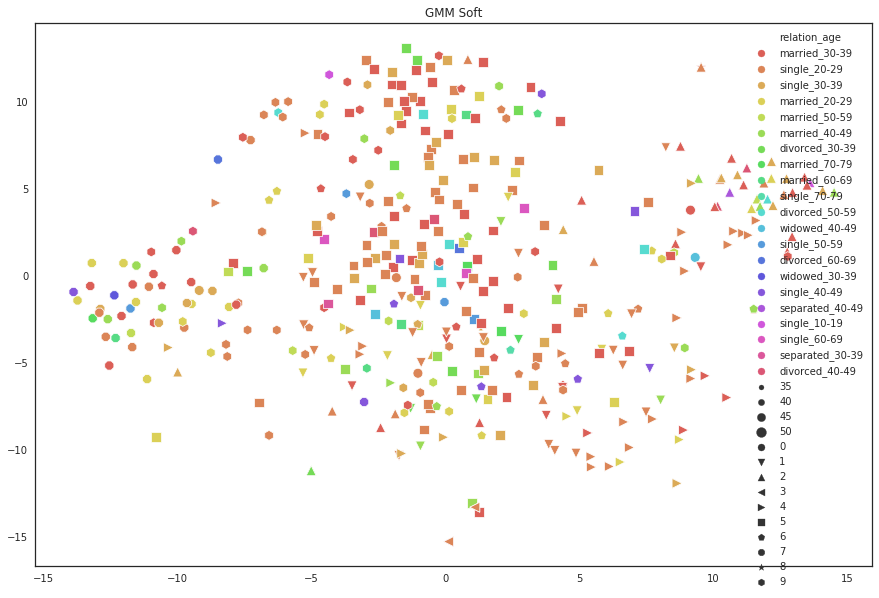 GMM Soft
relation_age
married_30-39
single_20-29
single_30-39
married_20-29
married_50-59
married_40-49
divorced_30-39
married_70-79
married_60-69
single_70-79
divorced_50-59
widowed_40-49
single_50-59
divorced_60-69
widowed_30-39
single_40-49
separated_40-49
single_10-19
single_60-69
separated_30-39
divorced_40-49
35
40
45
50
0
1
2
3
4
5
6
7
8
9
10
5
0
−5
−10
−15
−15 −10 −5 0 5 10 15